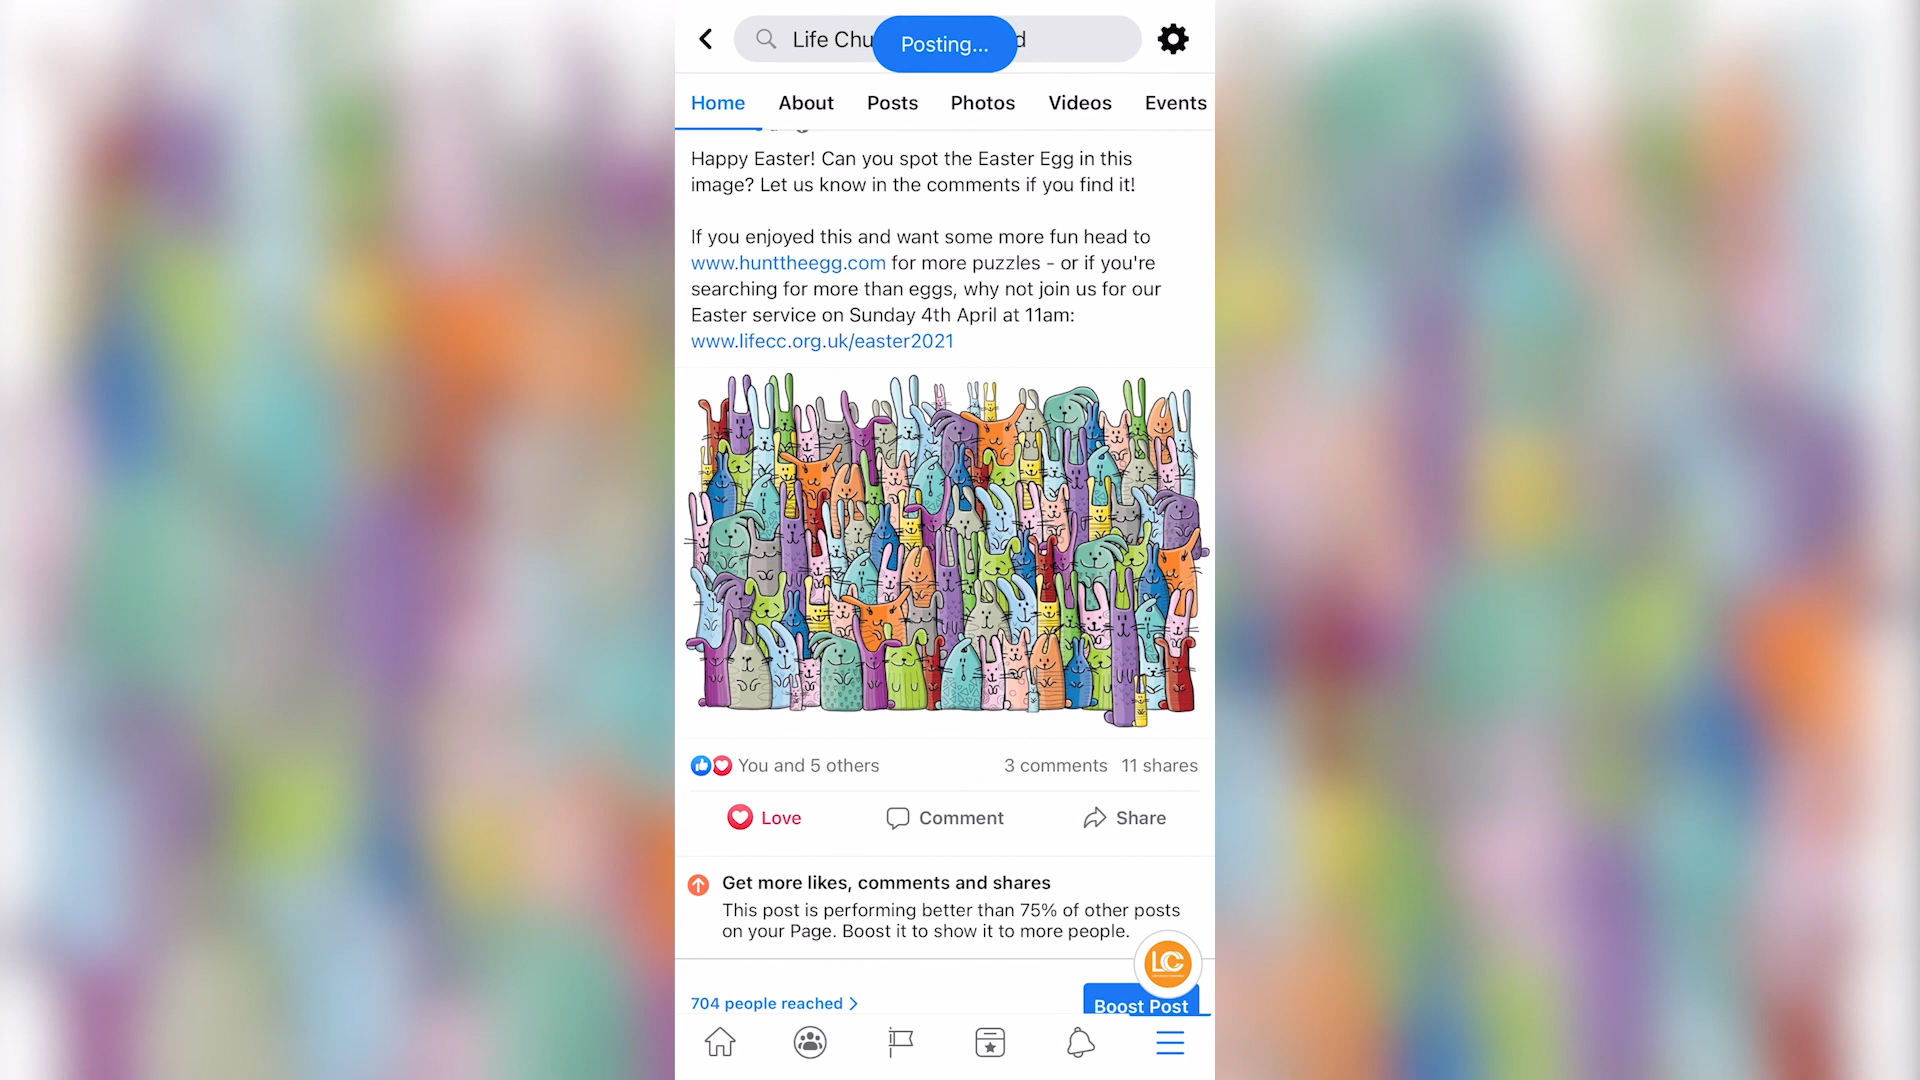 Life Chu
Posting...
d
Home
About
Posts
Photos
Videos
Events
Happy Easter! Can you spot the Easter Egg in this
image? Let us know in the comments if you find it!
If you enjoyed this and want some more fun head to
www.hunttheegg.com for more puzzles - or if you're
searching for more than eggs, why not join us for our
Easter service on Sunday 4th April at 11am:
www.lifecc.org.uk/easter2021
You and 5 others
3 comments 11 shares
Love
Comment
Share
Get more likes, comments and shares
This post is performing better than 75% of other posts
on your Page. Boost it to show it to more people.
LC
704 people reached
Boost Post